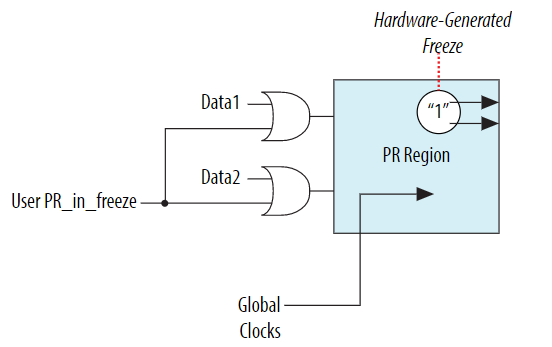 Hardware-Generated
Freeze
Data1
"1"
PR Region
Data2
User PR_in_freeze
Global
Clocks